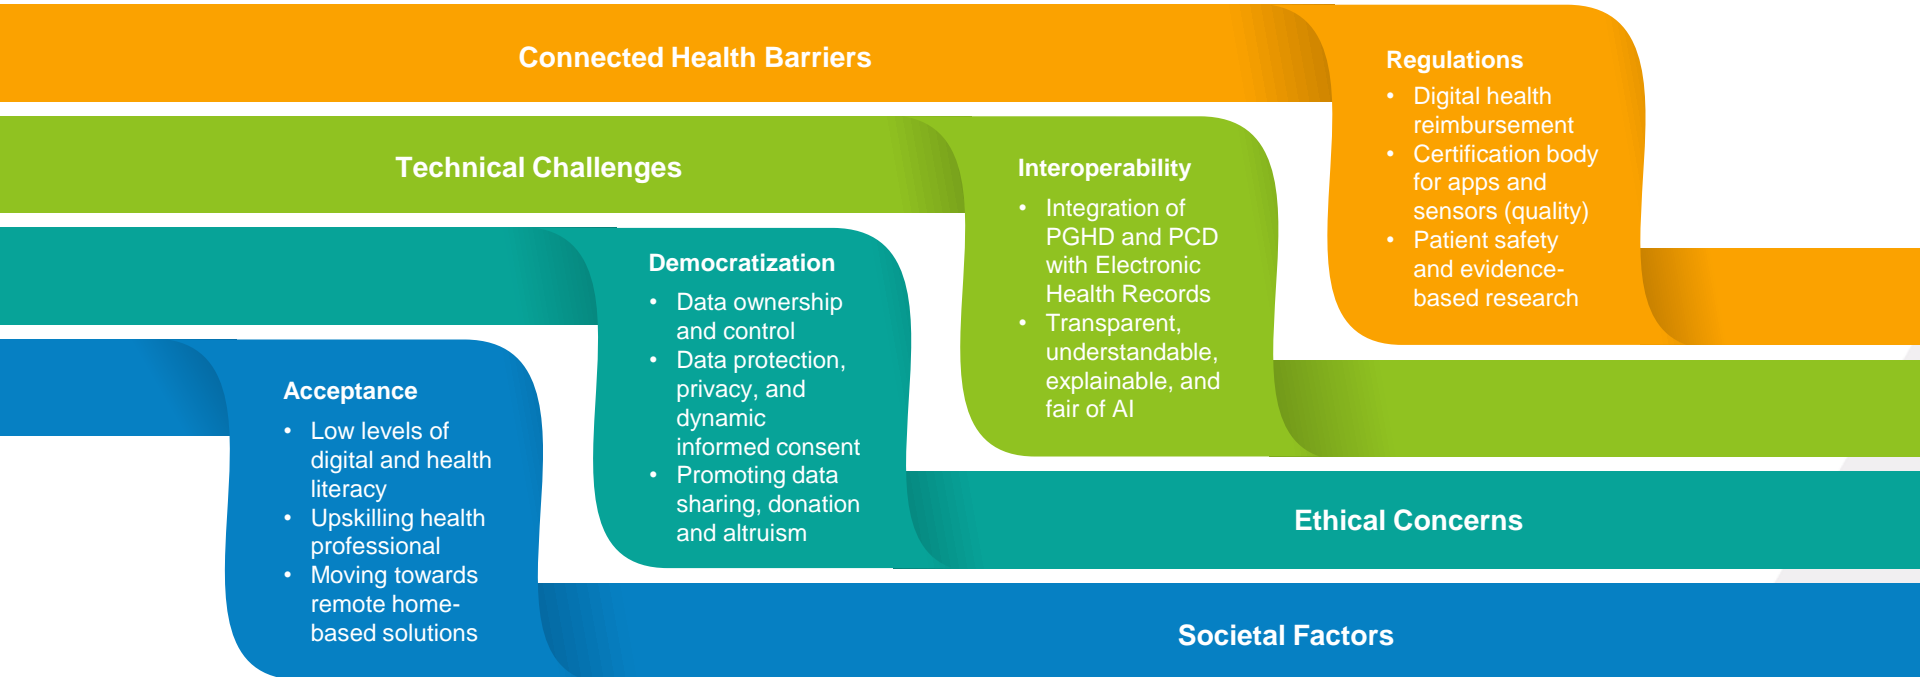 Connected Health Barriers
Regulations
• Digital health
reimbursement
• Certification body
for apps and
sensors (quality)
• Patient safety
and evidence-
based research
Technical Challenges
Interoperability
• Integration of
PGHD and PCD
with Electronic
Health Records
• Transparent,
understandable,
explainable, and
fair of AI
Democratization
• Data ownership
and control
• Data protection,
privacy, and
dynamic
informed consent
• Promoting data
sharing, donation
and altruism
Ethical Concerns
Acceptance
• Low levels of
digital and health
literacy
• Upskilling health
professional
• Moving towards
remote home-
based solutions
Societal Factors